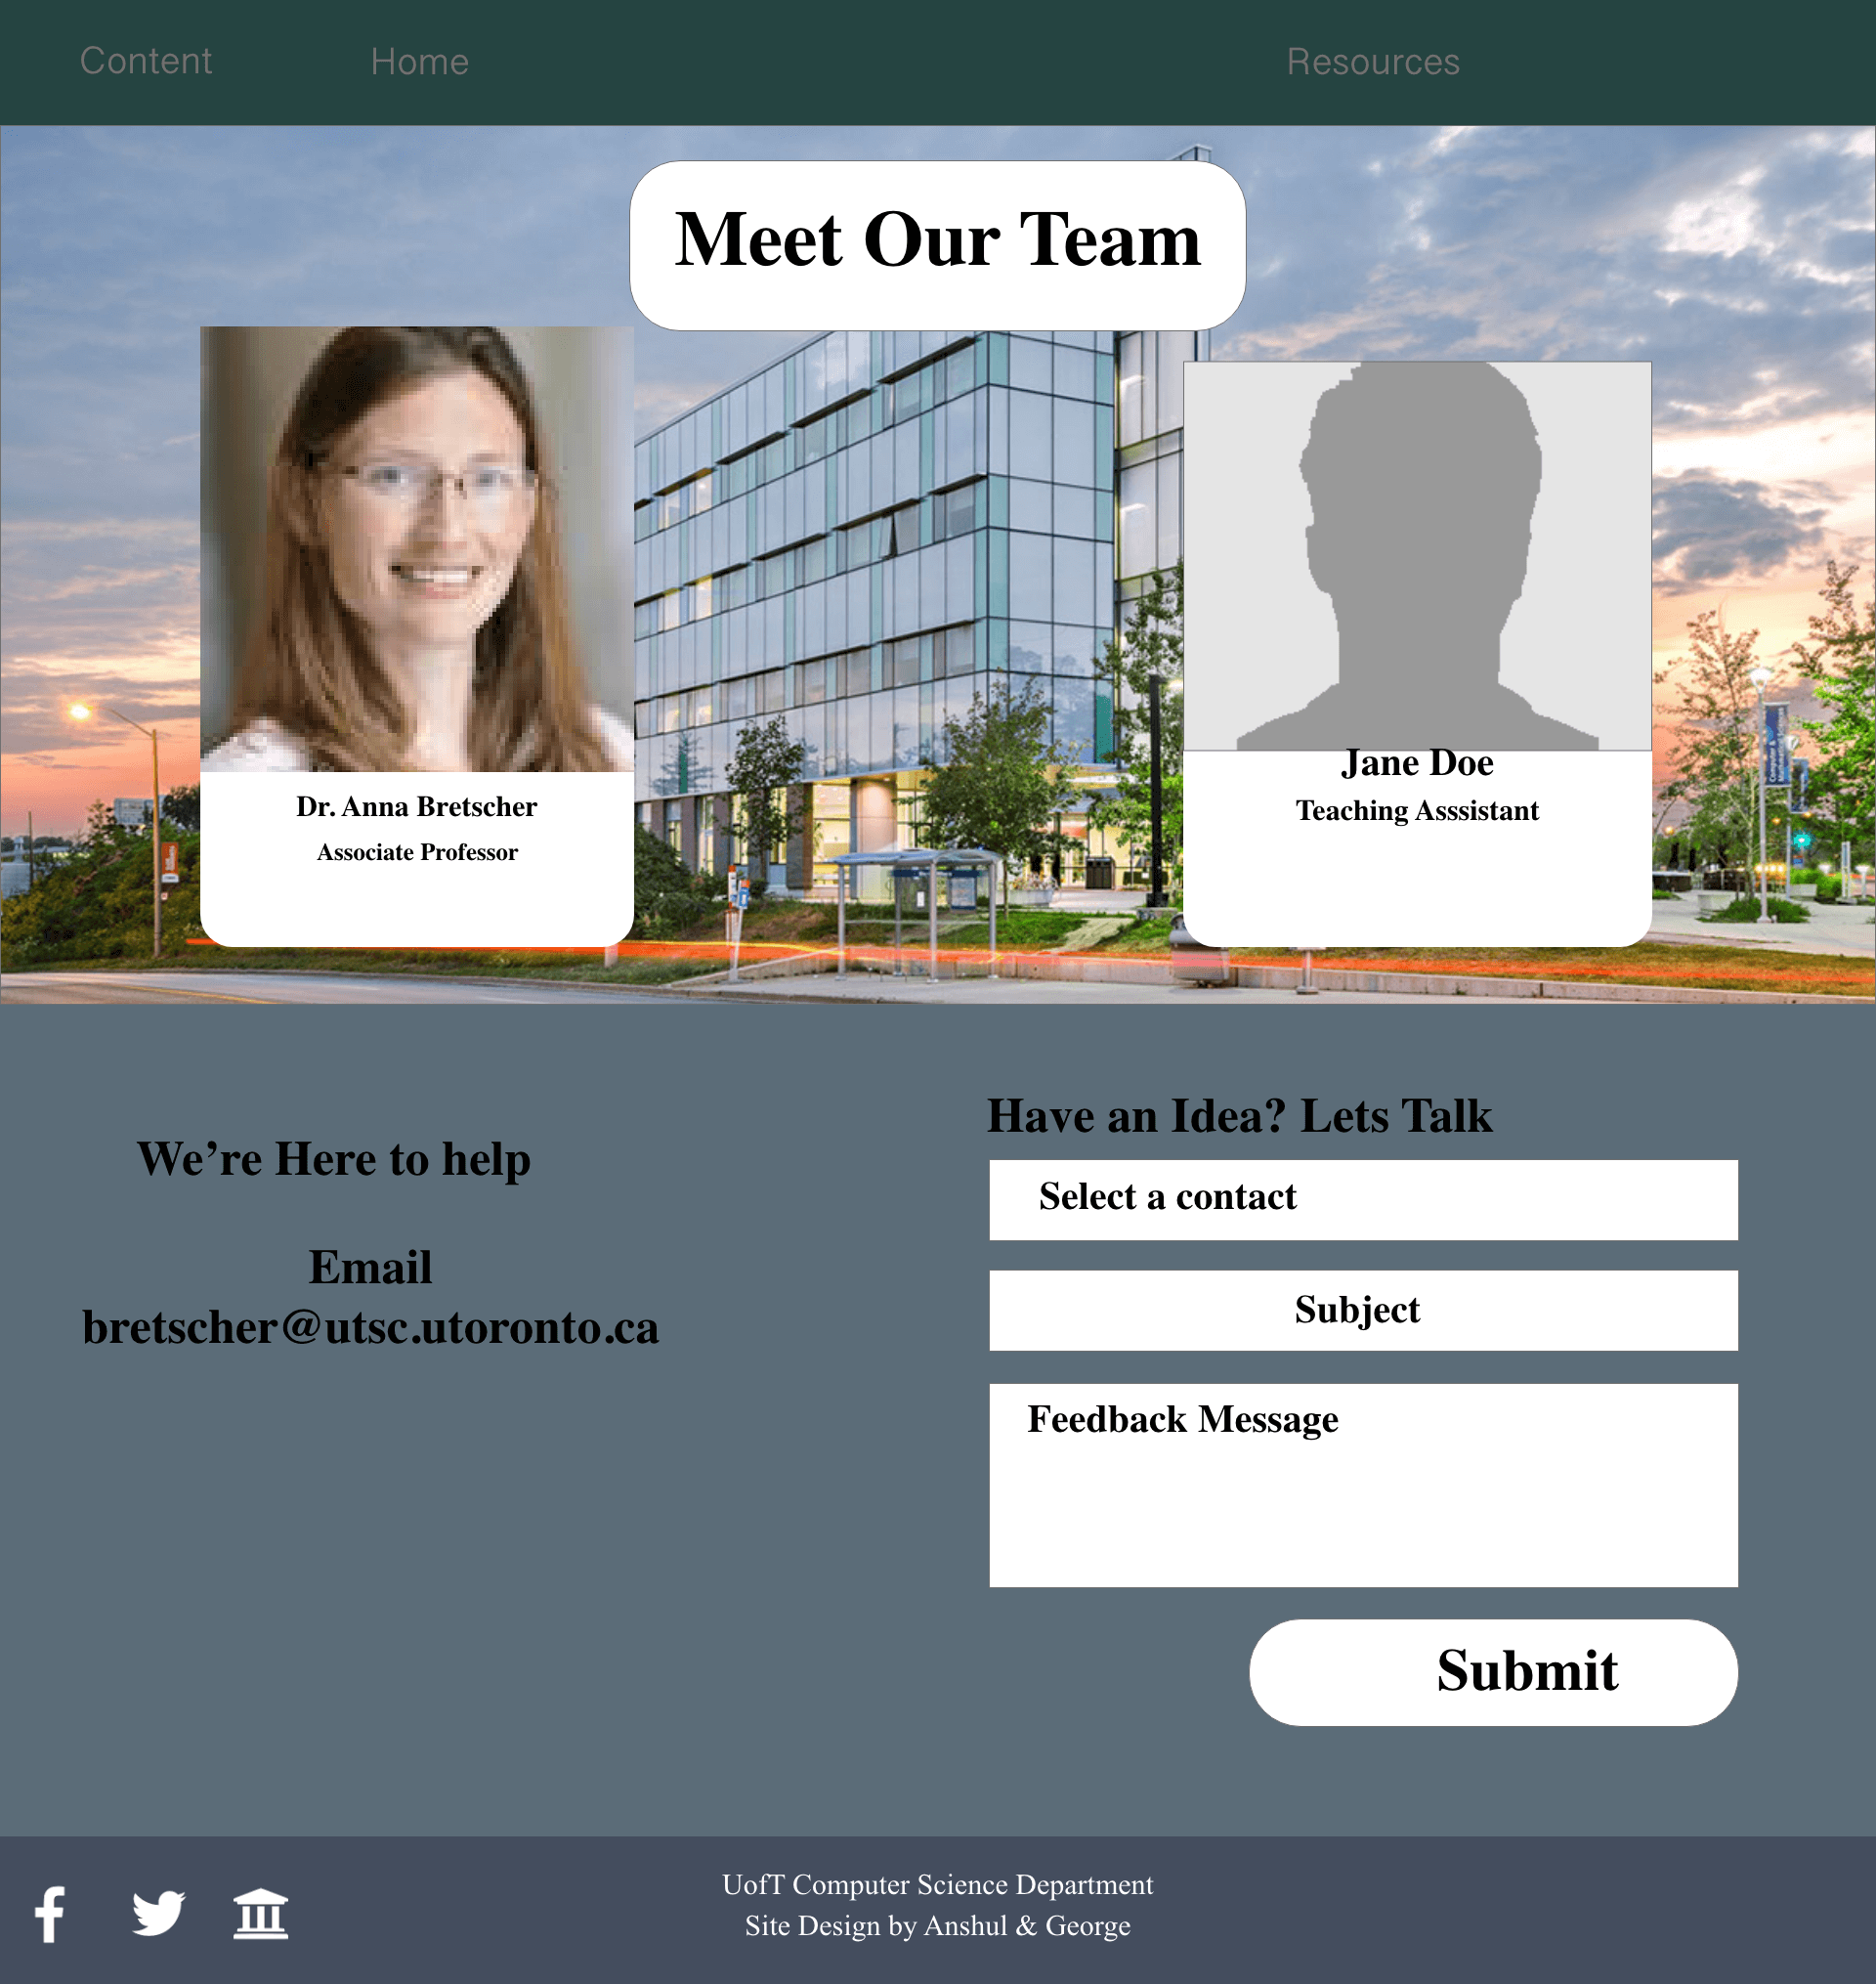 Content
Home
Resources
Meet Our Team
Dr. Anna Bretscher
Associate Professor
Jane Doe
Teaching Asssistant
We’re Here to help
Email
bretscher@utsc.utoronto.ca
Have an Idea? Lets Talk
Select a contact
Subject
Feedback Message
Submit
UofT Computer Science Department
Site Design by Anshul & George